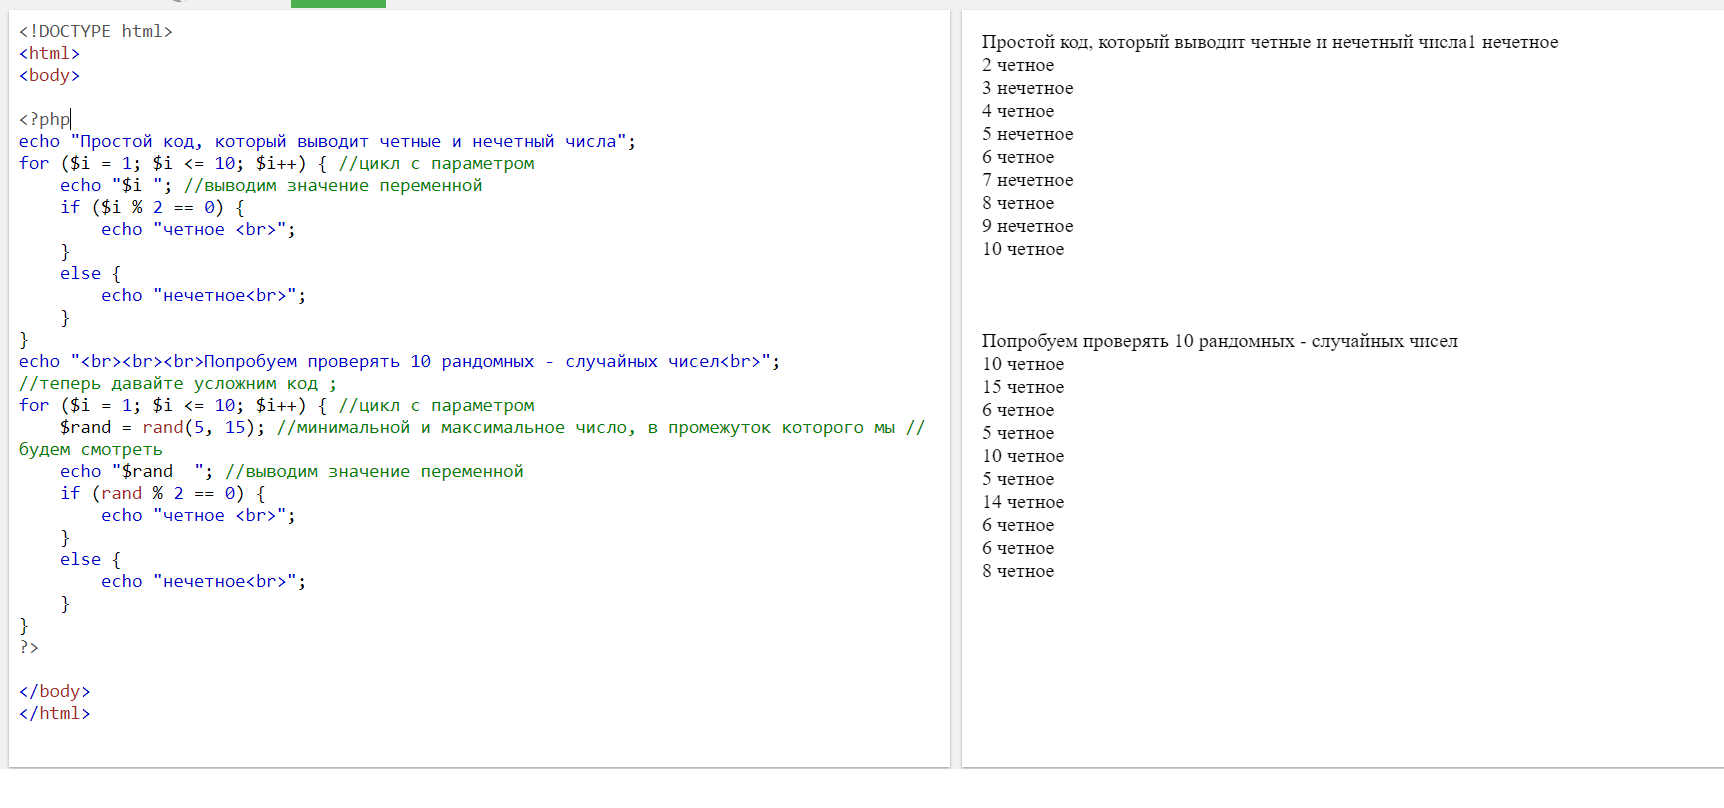 <!DOCTYPE html>
<html>
<body>
<?php
echo "Простой код, который выводит четные и нечетный числа";
for ($i = 1; $i <= 10; $i++) { //цикл с параметром
    echo "$i "; //выводим значение переменной
    if ($i % 2 == 0) {
        echo "четное <br>";
    }
    else {
        echo "нечетное<br>";
    }
}
echo "<br><br><br>Попробуем проверять 10 рандомных - случайных чисел<br>";
//теперь давайте усложним код ;
for ($i = 1; $i <= 10; $i++) { //цикл с параметром
    $rand = rand(5, 15); //минимальной и максимальное число, в промежуток которого мы //
будем смотреть
    echo "$rand  "; //выводим значение переменной
    if (rand % 2 == 0) {
        echo "четное <br>";
    }
    else {
        echo "нечетное<br>";
    }
}
?>
</body>
</html>
Простой код, который выводит четные и нечетный числа1 нечетное
2 четное
3 нечетное
4 четное
5 нечетное
6 четное
7 нечетное
8 четное
9 нечетное
10 четное
Попробуем проверять 10 рандомных - случайных чисел
10 четное
15 четное
6 четное
5 четное
10 четное
5 четное
14 четное
6 четное
6 четное
8 четное